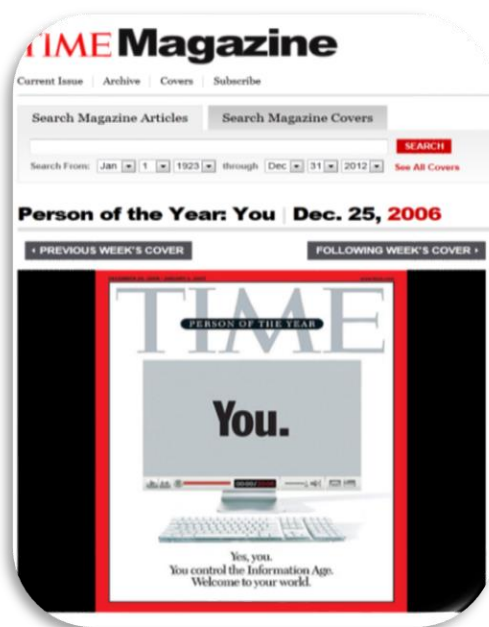 TIME Magazine
Current Issue Archive Covers Subscribe
Search Magazine Articles Search Magazine Covers
SEARCH
Search From: Jan 1 1923 through Dec 31 2012 See All Covers
Person of the Year: You Dec. 25, 2006
PREVIOUS WEEK'S COVER FOLLOWING WEEK'S COVER
TIME
PERSON OF THE YEAR
You.
Yes, you.
You control the Information Age.
Welcome to your world.